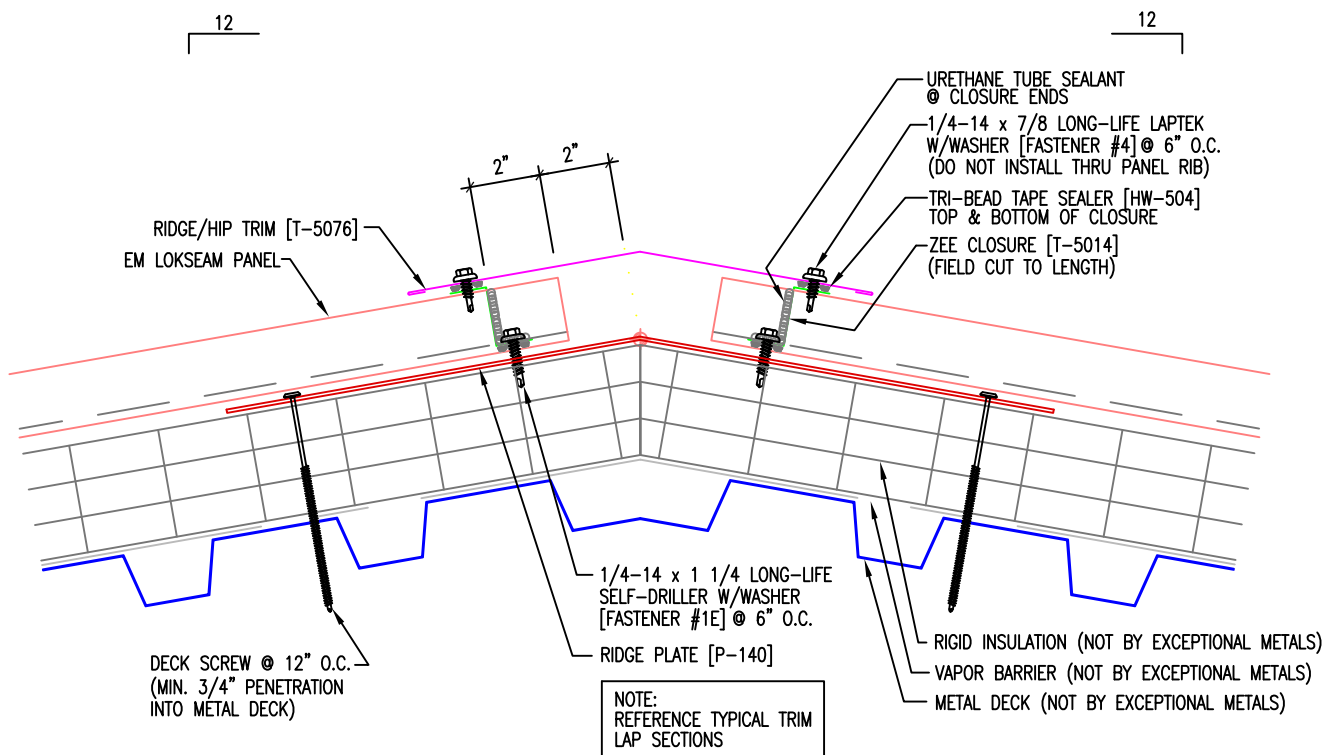 12
12
URETHANE TUBE SEALANT
@ CLOSURE ENDS
1/4-14 x 7/8 LONG-LIFE LAPTEK
W/WASHER [FASTENER #4] @ 6" O.C.
(DO NOT INSTALL THRU PANEL RIB)
2"
2"
TRI-BEAD TAPE SEALER [HW-504]
TOP & BOTTOM OF CLOSURE
RIDGE/HIP TRIM [T-5076]
ZEE CLOSURE [T-5014]
(FIELD CUT TO LENGTH)
EM LOKSEAM PANEL
1/4-14 x 1 1/4 LONG-LIFE
SELF-DRILLER W/WASHER
[FASTENER #1E] @ 6" O.C.
RIDGE PLATE [P-140]
RIGID INSULATION (NOT BY EXCEPTIONAL METALS)
VAPOR BARRIER (NOT BY EXCEPTIONAL METALS)
METAL DECK (NOT BY EXCEPTIONAL METALS)
DECK SCREW @ 12" O.C.
(MIN. 3/4" PENETRATION
INTO METAL DECK)
NOTE:
REFERENCE TYPICAL TRIM
LAP SECTIONS